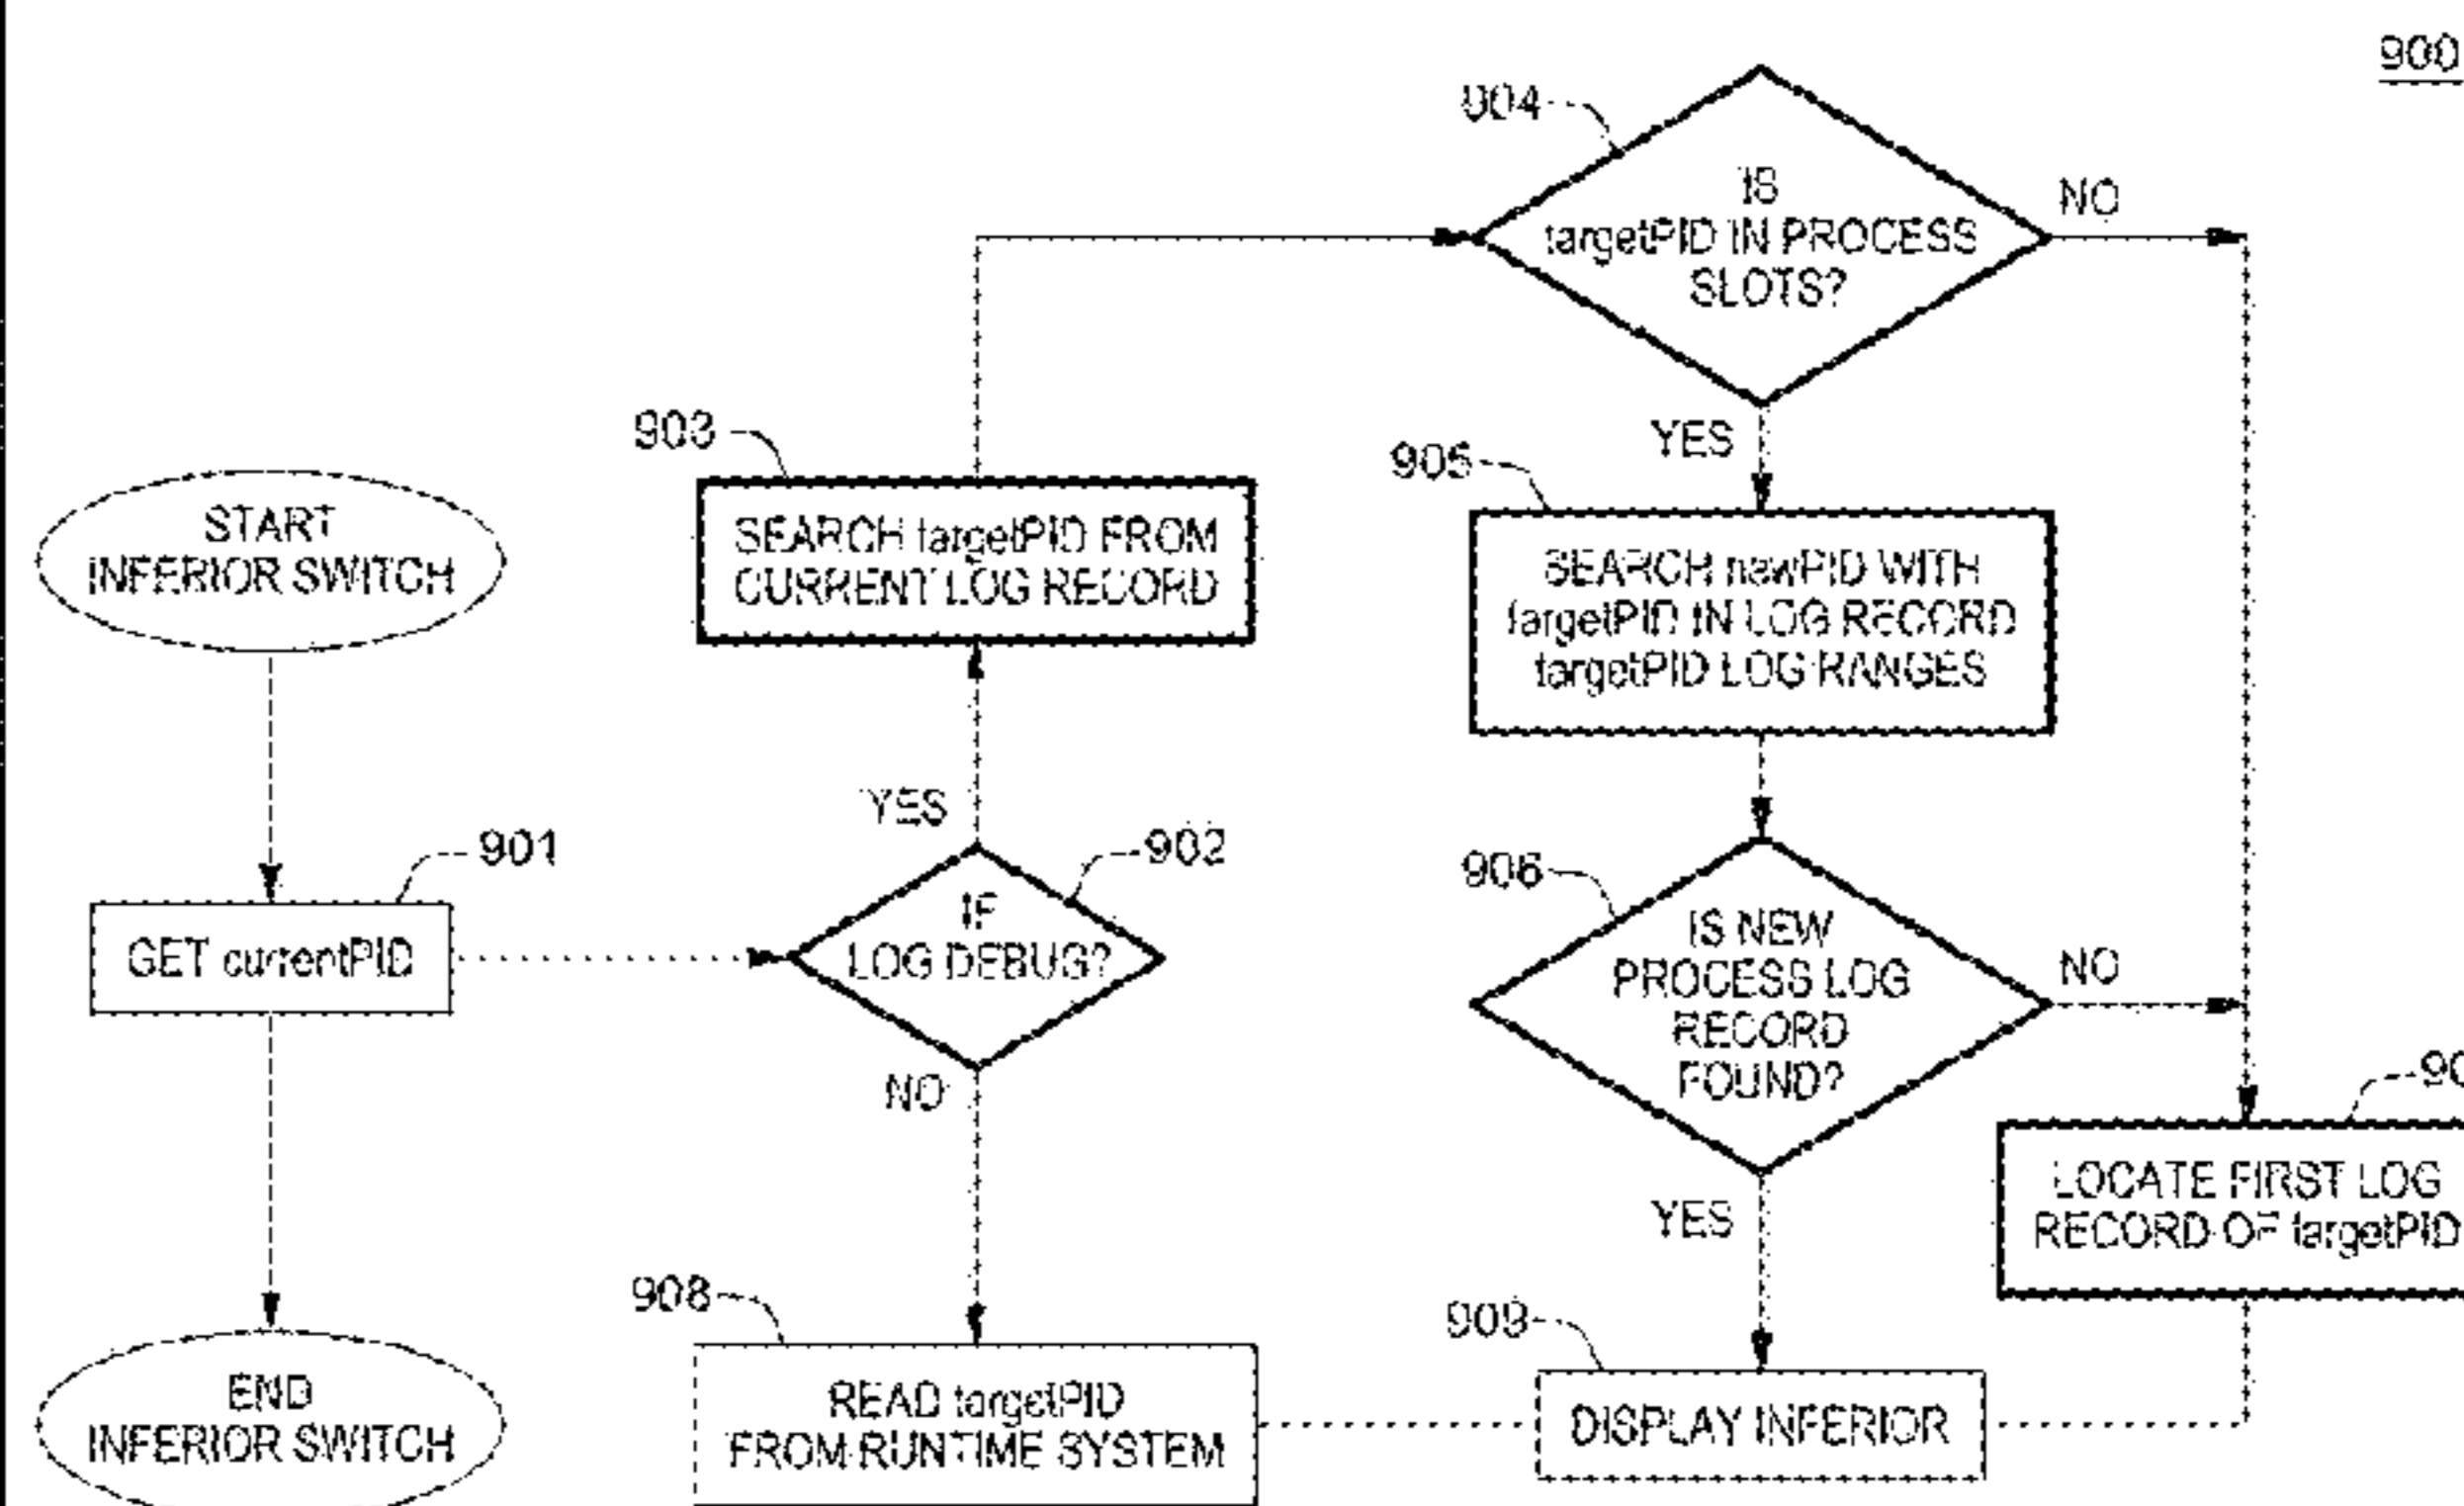 900
904
IS
targetPID IN PROCESS
SLOTS?
NO
YES
903
SEARCH targetPID FROM
CURRENT LOG RECORD
905
SEARCH newPID WITH
targetPID IN LOG RECORD
targetPID LOG RANGES
START
INFERIOR SWITCH
YES
901
GET currentPID
902
IF
LOG DEBUG?
NO
906
IS NEW
PROCESS LOG
RECORD
FOUND?
NO
YES
LOCATE FIRST LOG
RECORD OF targetPID
END
INFERIOR SWITCH
908
READ targetPID
FROM RUNTIME SYSTEM
909
DISPLAY INFERIOR